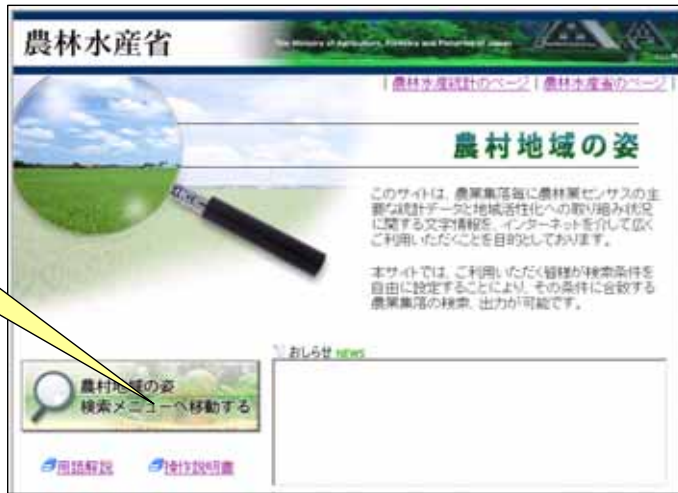 農林水産省
The Ministry of Agriculture, Forestry and Fisheries of Japan
| 農林水産統計のページ | 農林水産省のページ |
農村地域の姿
このサイトは、農業集落毎に農林業センサスの主
要な統計データと地域活性化への取り組み状況
に関する文字情報を、インターネットを介して広く
ご利用いただくことを目的としております。
本サイトでは、ご利用いただく皆様が検索条件を
自由に設定することにより、その条件に合致する
農業集落の検索、出力が可能です。
おしらせ NEWS
農村地域の姿
検索メニューへ移動する
用語解説 操作説明書